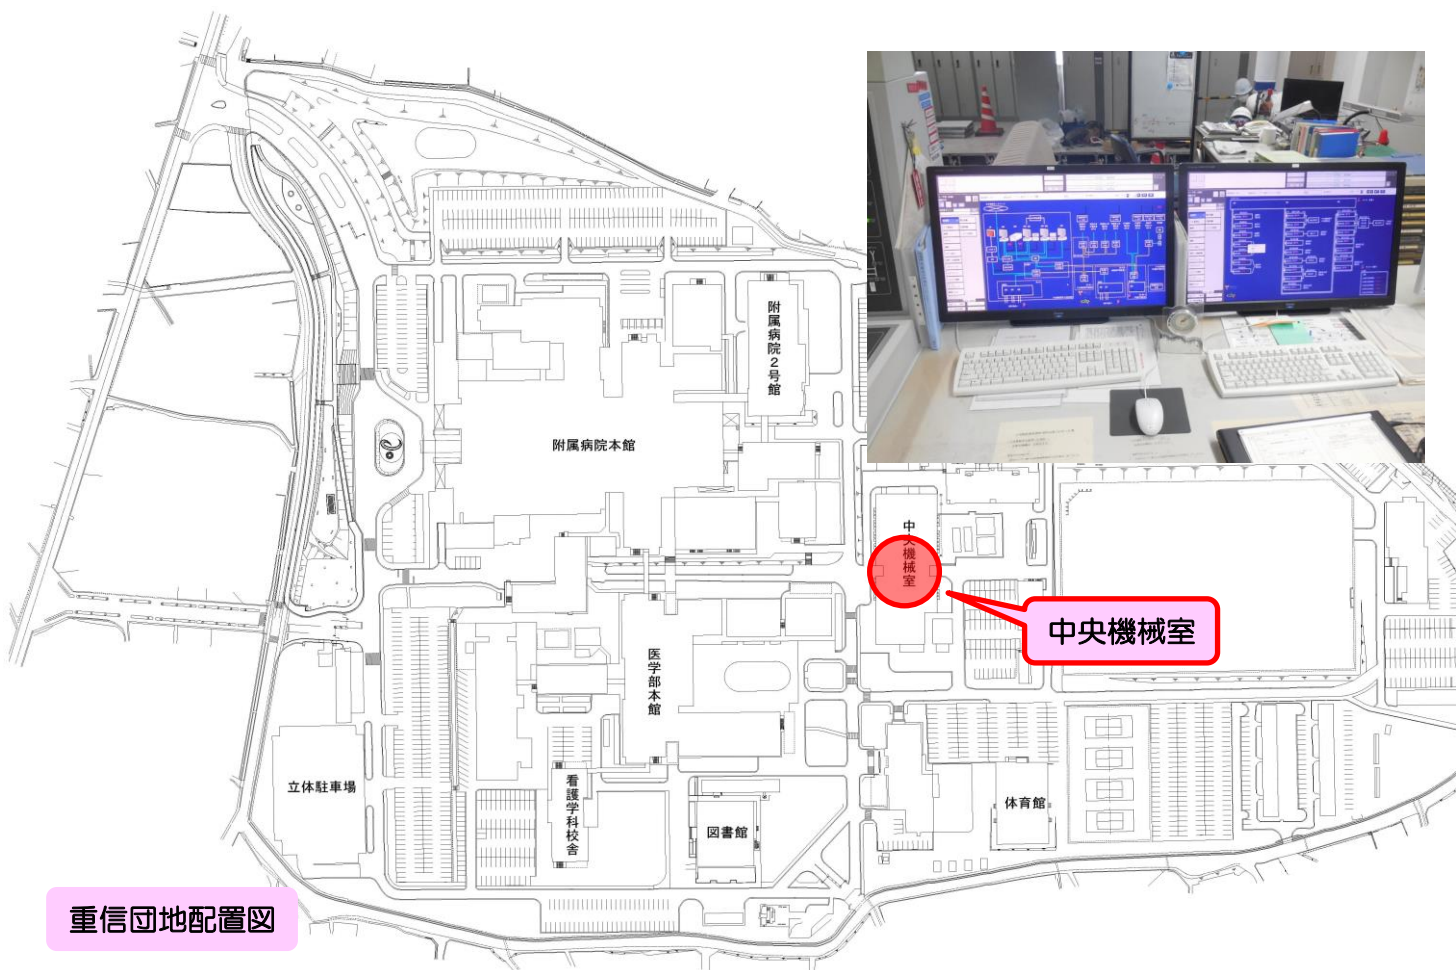 附属病院2号館
附属病院本館
中央機械室
中央機械室
医学部本館
立体駐車場
看護学科校舎
図書館
体育館
重信団地配置図